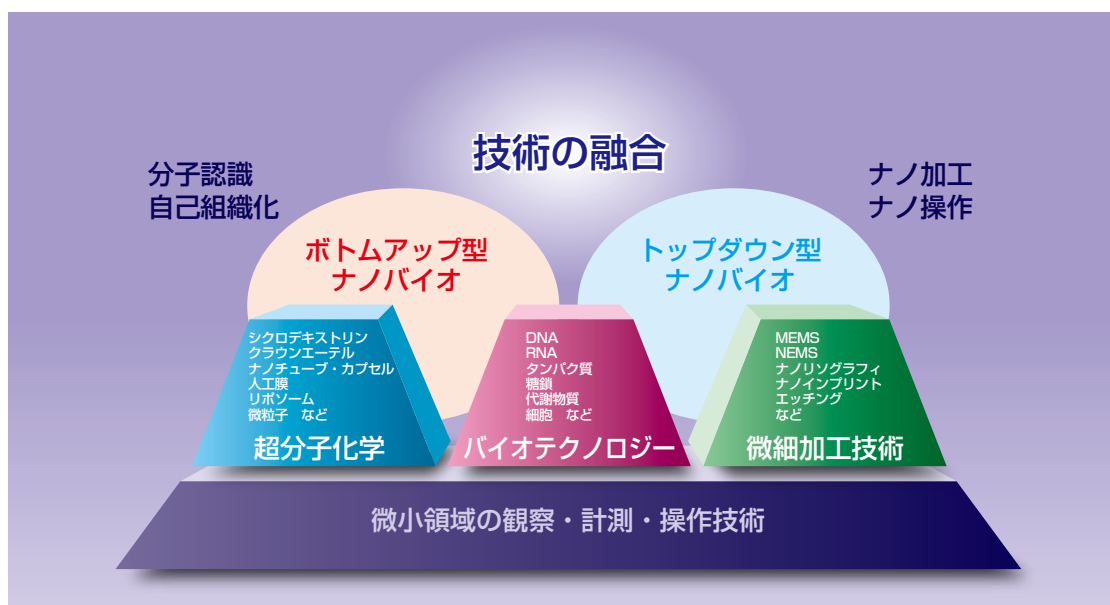 技術の融合
分子認識
自己組織化
ナノ加工
ナノ操作
ボトムアップ型
ナノバイオ
トップダウン型
ナノバイオ
シクロデキストリン
クラウンエーテル
ナノチューブ・カプセル
人工膜
リポソーム
微粒子 など
超分子化学
DNA
RNA
タンパク質
糖鎖
代謝物質
細胞 など
バイオテクノロジー
MEMS
NEMS
ナノリソグラフィ
ナノインプリント
エッチング
など
微細加工技術
微小領域の観察・計測・操作技術